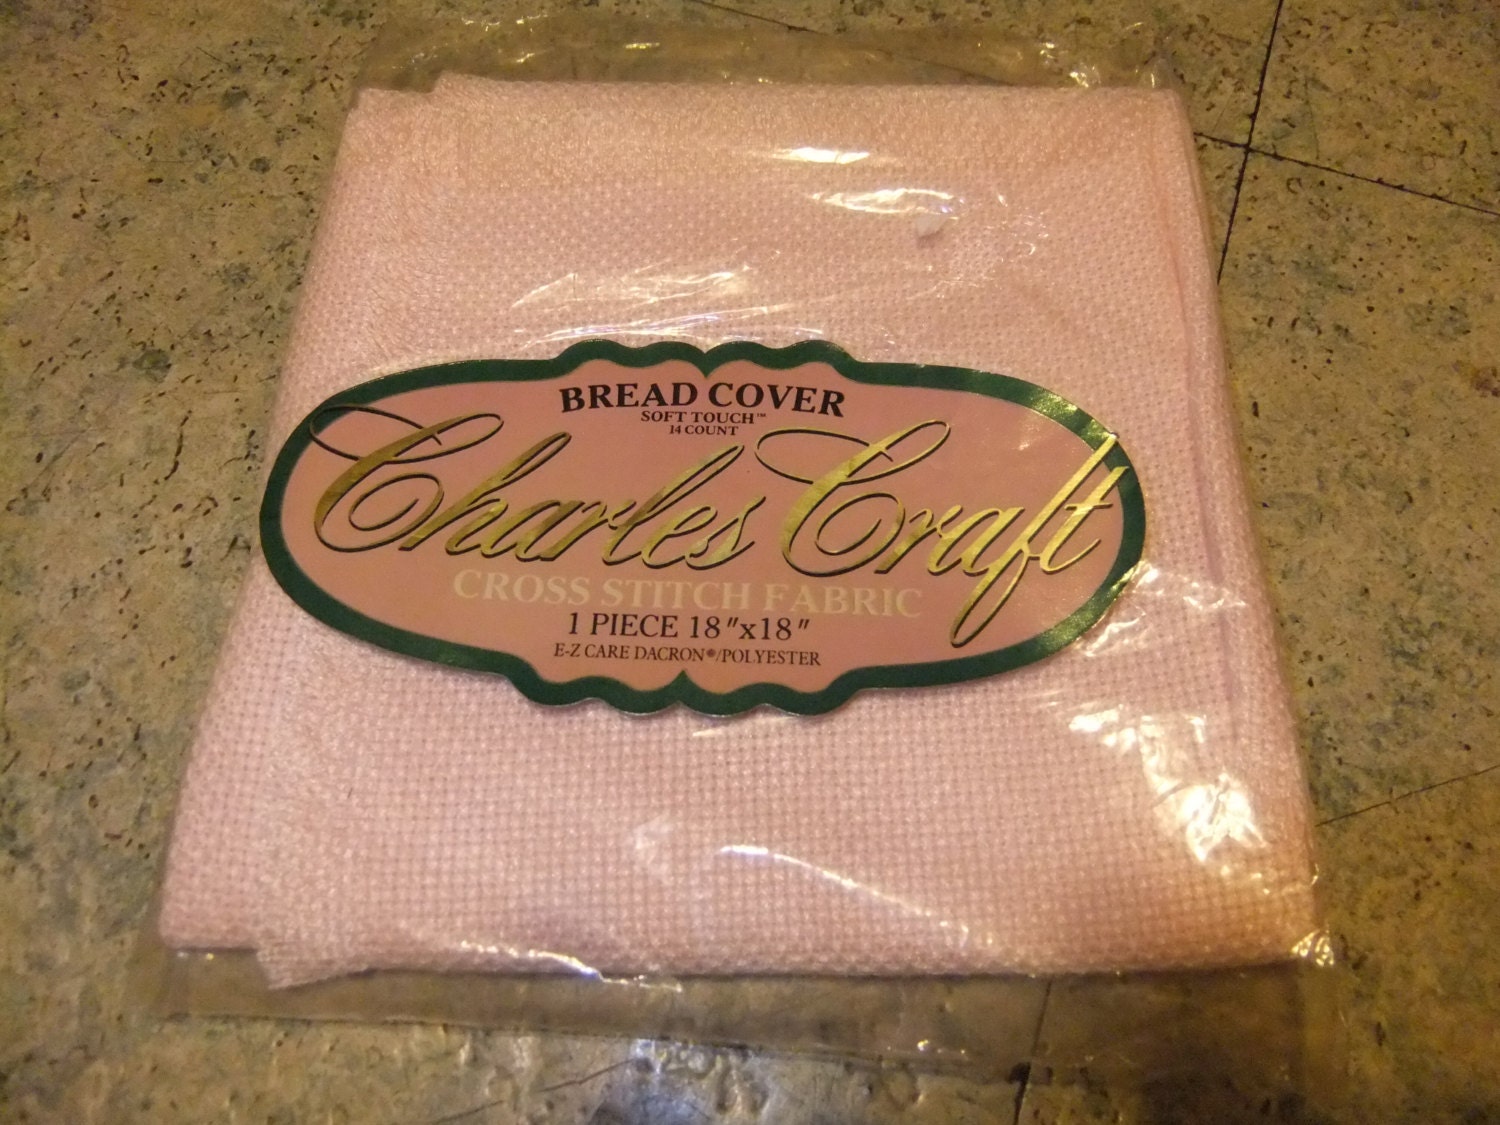 BREAD COVER
SOFT TOUCH™
14 COUNT
Charles Craft
CROSS STITCH FABRIC
1 PIECE 18"x18"
E-Z CARE DACRON®/POLYESTER